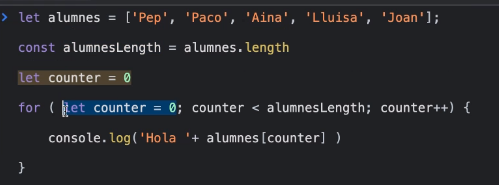 let alumnes = ['Pep', 'Paco', 'Aina', 'Lluisa', 'Joan'];
const alumnesLength = alumnes.length
let counter = 0
for ( let counter = 0; counter < alumnesLength; counter++) {
console.log('Hola '+ alumnes[counter] )
}